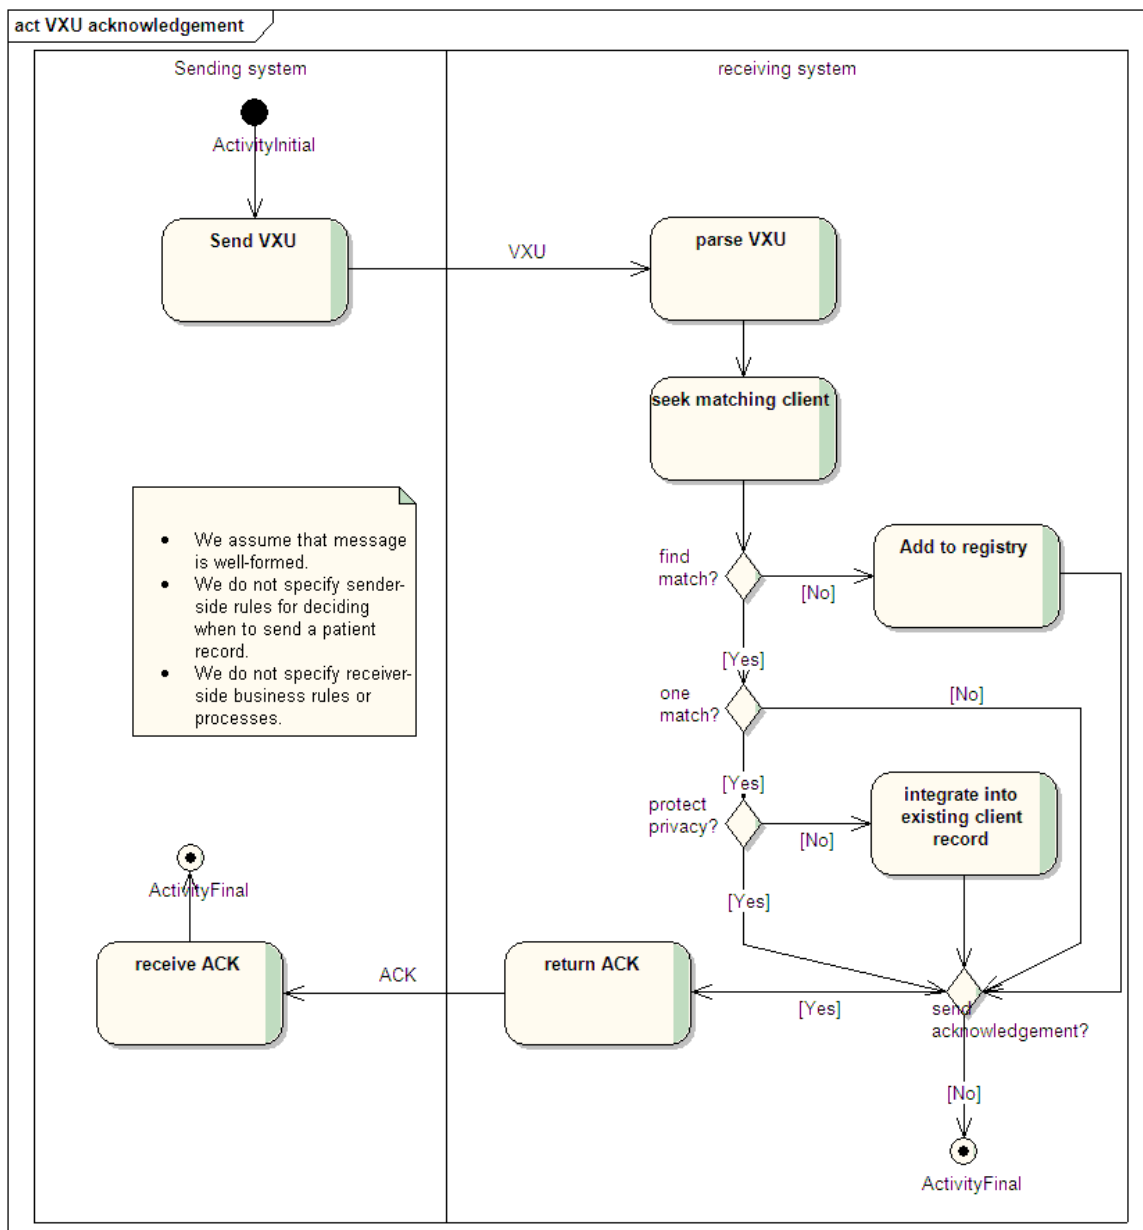 act VXU acknowledgement
Sending system
receiving system
ActivityInitial
Send VXU
VXU
parse VXU
seek matching client
• We assume that message
is well-formed.
• We do not specify sender-
side rules for deciding
when to send a patient
record.
• We do not specify receiver-
side business rules or
processes.
find
match?
[No]
Add to registry
[Yes]
one
match?
[No]
[Yes]
protect
privacy?
[No]
integrate into
existing client
record
[Yes]
ActivityFinal
receive ACK
ACK
return ACK
[Yes]
send
acknowledgement?
[No]
ActivityFinal